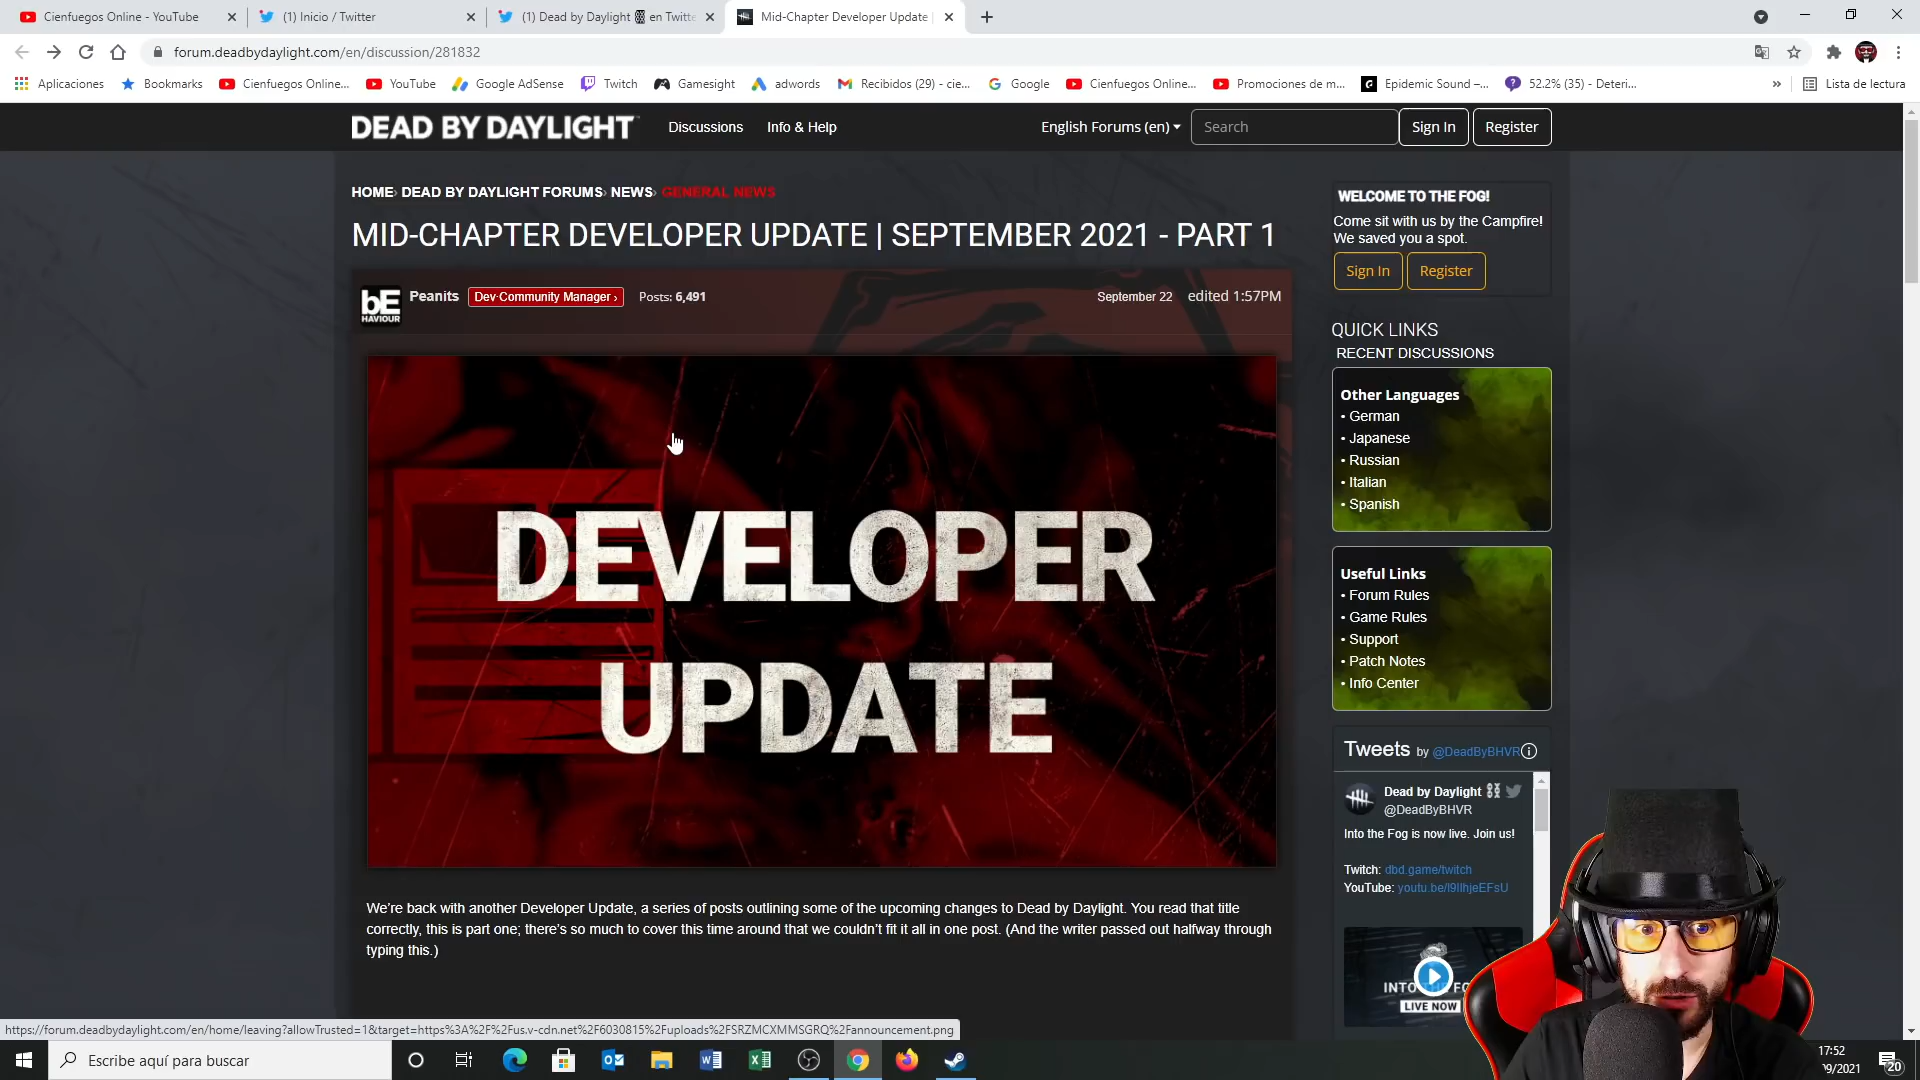 Cienfuegos Online - YouTube
(1) Inicio / Twitter
(1) Dead by Daylight en Twitte
Mid-Chapter Developer Update |
forum.deadbydaylight.com/en/discussion/281832
Aplicaciones
Bookmarks
Cienfuegos Online...
YouTube
Google AdSense
Twitch
Gamesight
adwords
Recibidos (29) - cie...
Google
Cienfuegos Online...
Promociones de m...
Epidemic Sound –...
52.2% (35) - Deteri...
»
Lista de lectura
DEAD BY DAYLIGHT
Discussions
Info & Help
English Forums (en)
Search
Sign In
Register
HOME› DEAD BY DAYLIGHT FORUMS› NEWS› GENERAL NEWS
MID-CHAPTER DEVELOPER UPDATE | SEPTEMBER 2021 - PART 1
bE
HAVIOUR
Peanits
Dev·Community Manager ›
Posts: 6,491
September 22
edited 1:57PM
DEVELOPER
UPDATE
We're back with another Developer Update, a series of posts outlining some of the upcoming changes to Dead by Daylight. You read that title
correctly, this is part one; there's so much to cover this time around that we couldn't fit it all in one post. (And the writer passed out halfway through
typing this.)
WELCOME TO THE FOG!
Come sit with us by the Campfire!
We saved you a spot.
Sign In
Register
QUICK LINKS
RECENT DISCUSSIONS
Other Languages
• German
• Japanese
• Russian
• Italian
• Spanish
Useful Links
• Forum Rules
• Game Rules
• Support
• Patch Notes
• Info Center
Tweets by @DeadByBHVR
Dead by Daylight
@DeadByBHVR
Into the Fog is now live. Join us!
Twitch: dbd.game/twitch
YouTube: youtu.be/l9IlhjeEFsU
LIVE NOW
https://forum.deadbydaylight.com/en/home/leaving?allowTrusted=1&target=https%3A%2F%2Fus.v-cdn.net%2F6030815%2Fuploads%2FSRZMCXMMSGRQ%2Fannouncement.png
Escribe aquí para buscar
17:52
09/2021
20